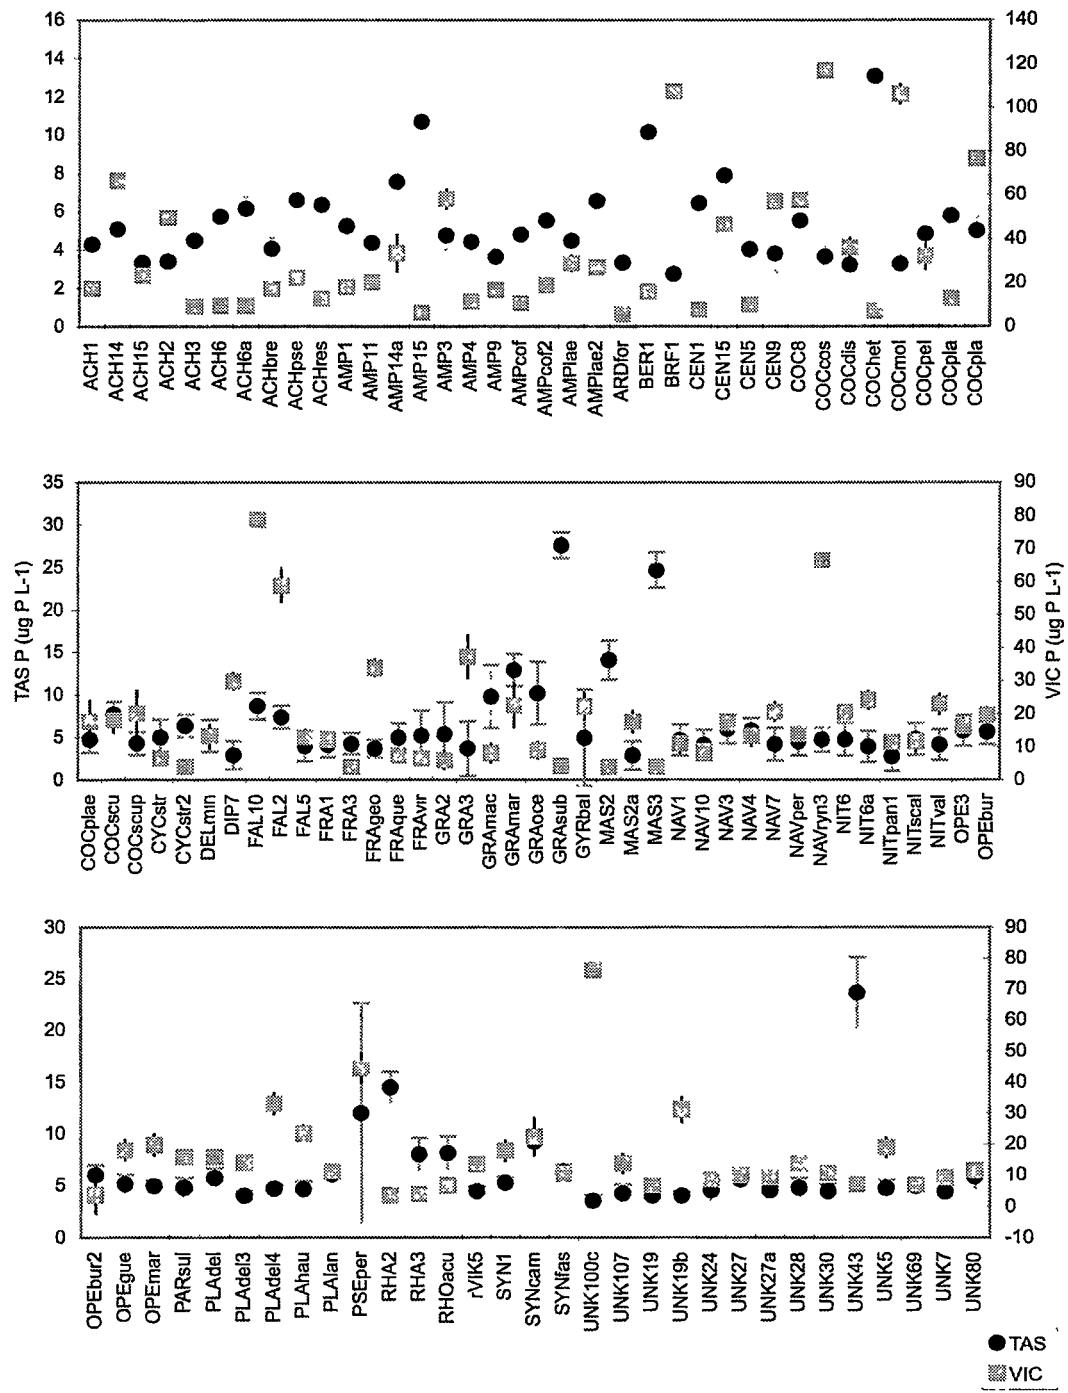 16 14 12 10 8 6 4 2 0
140 120 100 80 60 40 20 0
ACH1 ACH14 ACH15 ACH2 ACH3 ACH6 ACH6a ACHbre ACHpse ACHres AMP1 AMP11 AMP14a AMP15 AMP3 AMP4 AMP9 AMPcof AMPcof2 AMPlae AMPlae2 ARDfor BER1 BRF1 CEN1 CEN15 CEN5 CEN9 COC8 COCcos COCdis COChet COCmol COCpel COCpla COCpla
TAS P (ug P L-1)
35 30 25 20 15 10 5 0
90 80 70 60 50 40 30 20 10 0
VIC P (ug P L-1)
COCplae COCscu COCscup CYCstr CYCstr2 DELmin DIP7 FAL10 FAL2 FAL5 FRA1 FRA3 FRAgeo FRAque FRAvir GRA2 GRA3 GRAmac GRAmar GRAoce GRAsub GYRbal MAS2 MAS2a MAS3 NAV1 NAV10 NAV3 NAV4 NAV7 NAVper NAVyn3 NIT6 NIT6a NITpan1 NITscal NITval OPE3 OPEbur
30 25 20 15 10 5 0
90 80 70 60 50 40 30 20 10 0 -10
OPEbur2 OPEgue OPEmar PARsul PLAdel PLAdel3 PLAdel4 PLAhau PLAlan PSEper RHA2 RHA3 RHOacu rVIK5 SYN1 SYNcam SYNfas UNK100c UNK107 UNK19 UNK19b UNK24 UNK27 UNK27a UNK28 UNK30 UNK43 UNK5 UNK69 UNK7 UNK80
TAS
VIC